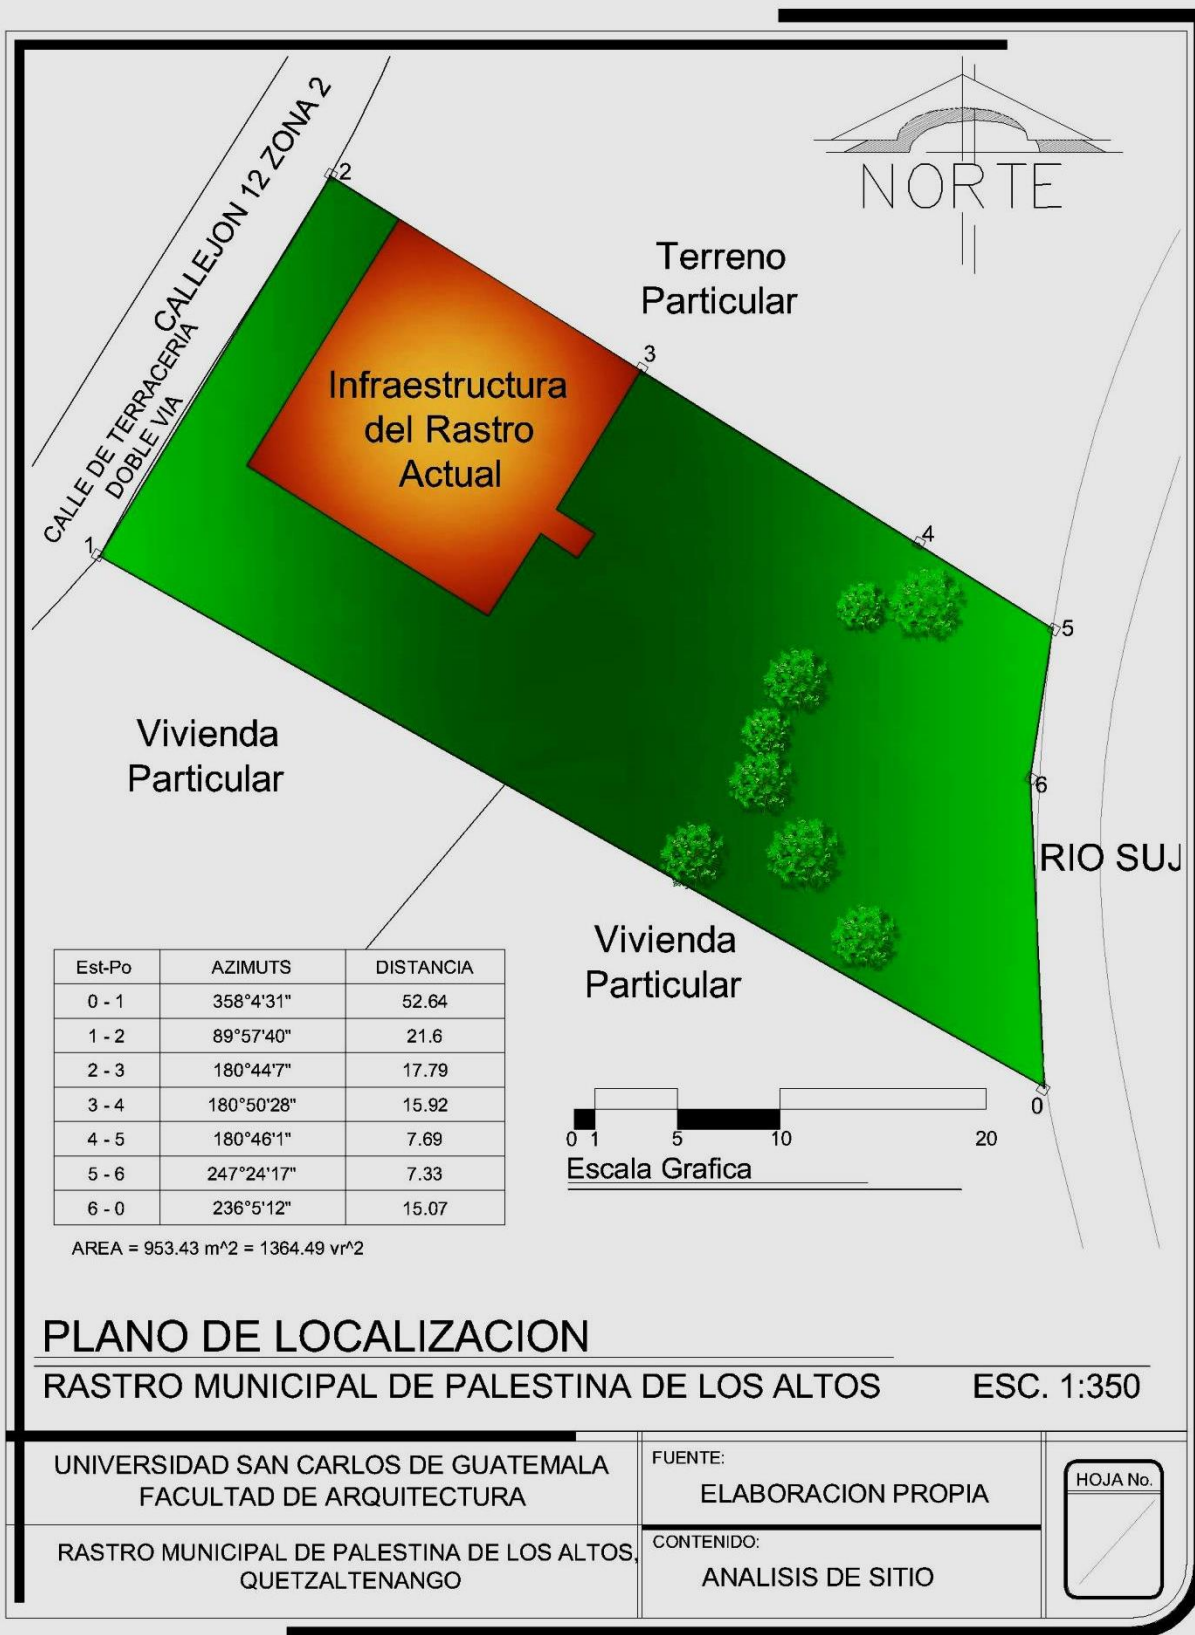 NORTE
CALLEJON 12 ZONA 2
CALLE DE TERRACERIA
DOBLE VIA
2
Terreno
Particular
3
Infraestructura
del Rastro
Actual
1
4
5
Vivienda
Particular
6
RIO SUJ
Vivienda
Particular
0
Est-Po AZIMUTS DISTANCIA
0 - 1 358°4'31" 52.64
1 - 2 89°57'40" 21.6
2 - 3 180°44'7" 17.79
3 - 4 180°50'28" 15.92
4 - 5 180°46'1" 7.69
5 - 6 247°24'17" 7.33
6 - 0 236°5'12" 15.07
AREA = 953.43 m^2 = 1364.49 vr^2
0 1 5 10 20
Escala Grafica
PLANO DE LOCALIZACION
RASTRO MUNICIPAL DE PALESTINA DE LOS ALTOS ESC. 1:350
UNIVERSIDAD SAN CARLOS DE GUATEMALA
FACULTAD DE ARQUITECTURA
RASTRO MUNICIPAL DE PALESTINA DE LOS ALTOS,
QUETZALTENANGO
FUENTE:
ELABORACION PROPIA
CONTENIDO:
ANALISIS DE SITIO
HOJA No.